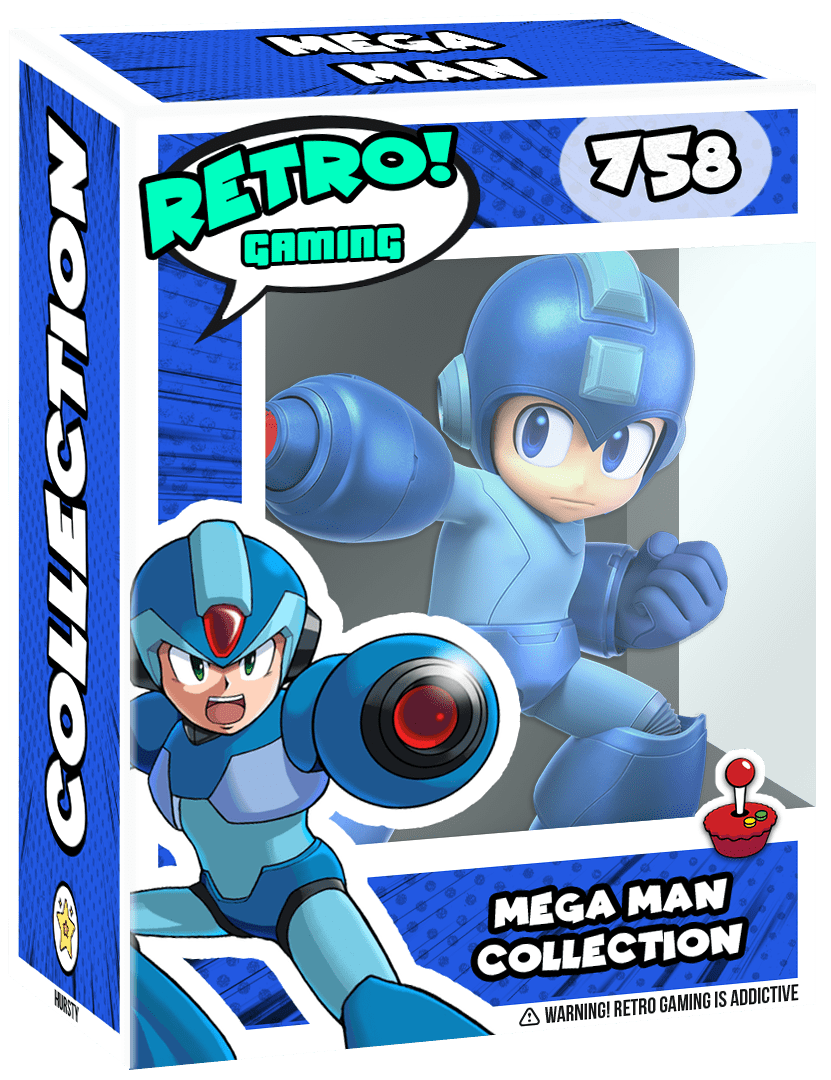 MEGA
MAN
RETRO!
GAMING
758
COLLECTION
MEGA MAN
COLLECTION
WARNING! RETRO GAMING IS ADDICTIVE
HURSTY